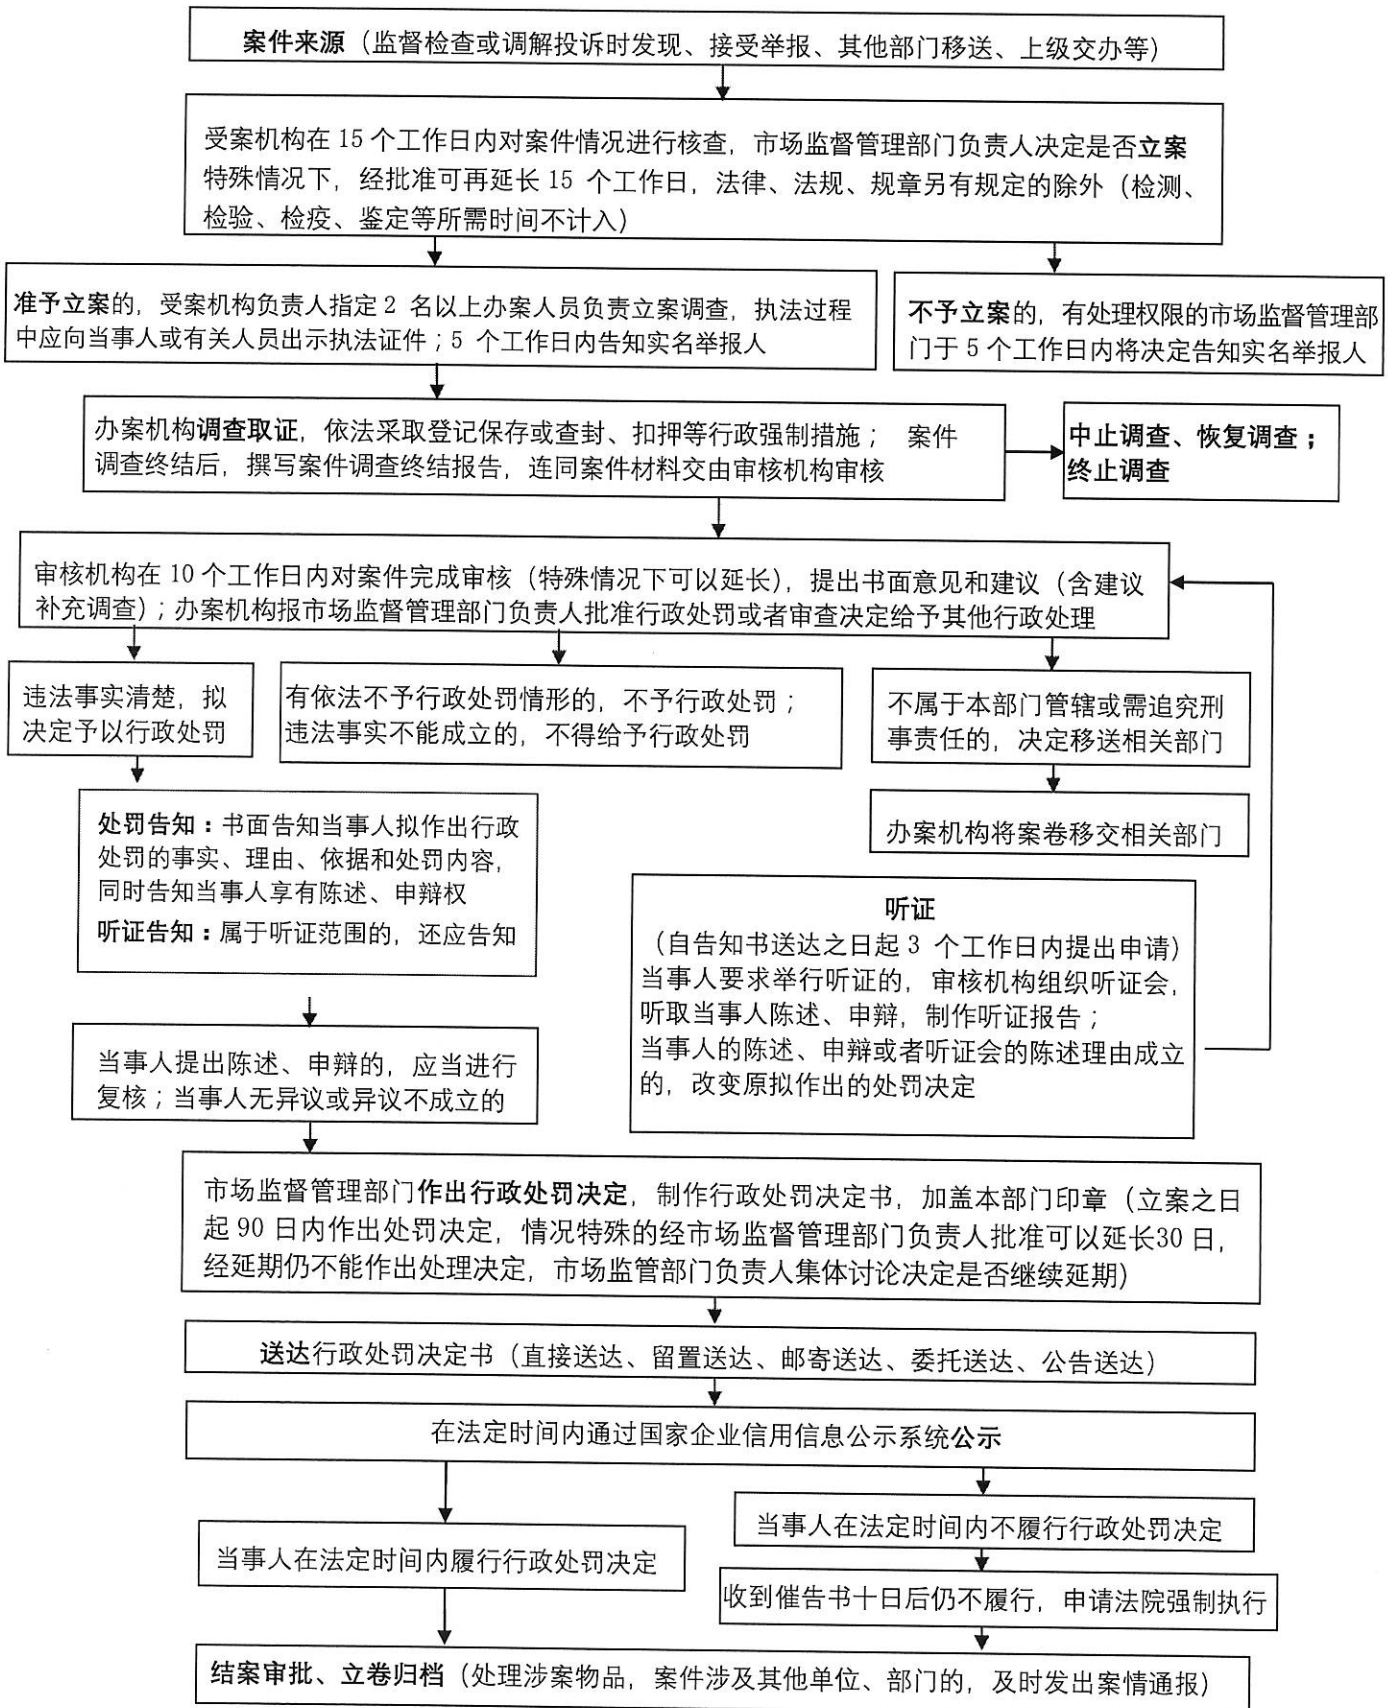 案件来源（监督检查或调解投诉时发现、接受举报、其他部门移送、上级交办等）
受案机构在 15 个工作日内对案件情况进行核查，市场监督管理部门负责人决定是否立案
特殊情况下，经批准可再延长 15 个工作日，法律、法规、规章另有规定的除外（检测、
检验、检疫、鉴定等所需时间不计入）
准予立案的，受案机构负责人指定 2 名以上办案人员负责立案调查，执法过程
中应向当事人或有关人员出示执法证件；5 个工作日内告知实名举报人
不予立案的，有处理权限的市场监督管理部
门于 5 个工作日内将决定告知实名举报人
办案机构调查取证，依法采取登记保存或查封、扣押等行政强制措施； 案件
调查终结后，撰写案件调查终结报告，连同案件材料交由审核机构审核
中止调查、恢复调查；
终止调查
审核机构在 10 个工作日内对案件完成审核（特殊情况下可以延长），提出书面意见和建议（含建议
补充调查）；办案机构报市场监督管理部门负责人批准行政处罚或者审查决定给予其他行政处理
违法事实清楚，拟
决定予以行政处罚
有依法不予行政处罚情形的，不予行政处罚；
违法事实不能成立的，不得给予行政处罚
不属于本部门管辖或需追究刑
事责任的，决定移送相关部门
办案机构将案卷移交相关部门
处罚告知：书面告知当事人拟作出行政
处罚的事实、理由、依据和处罚内容，
同时告知当事人享有陈述、申辩权
听证告知：属于听证范围的，还应告知
听证
（自告知书送达之日起 3 个工作日内提出申请）
当事人要求举行听证的，审核机构组织听证会，
听取当事人陈述、申辩，制作听证报告；
当事人的陈述、申辩或者听证会的陈述理由成立
的，改变原拟作出的处罚决定
当事人提出陈述、申辩的，应当进行
复核；当事人无异议或异议不成立的
市场监督管理部门作出行政处罚决定，制作行政处罚决定书，加盖本部门印章（立案之日
起 90 日内作出处罚决定，情况特殊的经市场监督管理部门负责人批准可以延长30 日，
经延期仍不能作出处理决定，市场监管部门负责人集体讨论决定是否继续延期）
送达行政处罚决定书（直接送达、留置送达、邮寄送达、委托送达、公告送达）
在法定时间内通过国家企业信用信息公示系统公示
当事人在法定时间内履行行政处罚决定
当事人在法定时间内不履行行政处罚决定
收到催告书十日后仍不履行，申请法院强制执行
结案审批、立卷归档（处理涉案物品，案件涉及其他单位、部门的，及时发出案情通报）